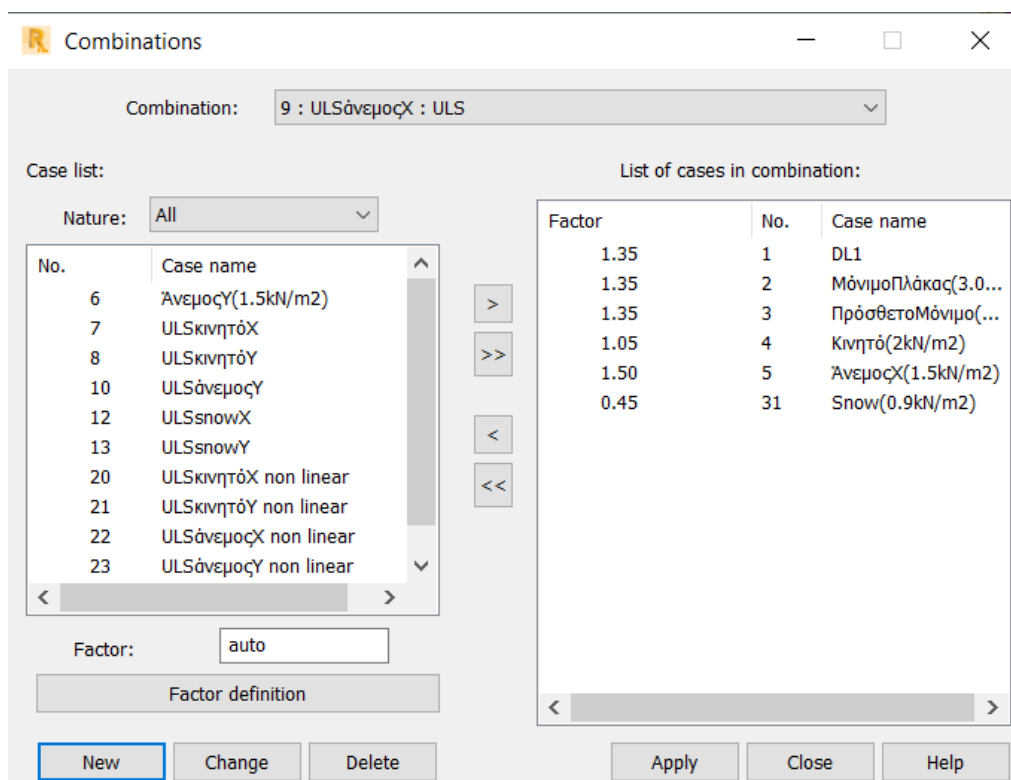 Combinations
Combination: 9 : ULSάνεμοςX : ULS
Case list:
Nature: All
No. Case name
6 ΆνεμοςY(1.5kN/m2)
7 ULSκινητόX
8 ULSκινητόY
10 ULSάνεμοςY
12 ULSsnowX
13 ULSsnowY
20 ULSκινητόX non linear
21 ULSκινητόY non linear
22 ULSάνεμοςX non linear
23 ULSάνεμοςY non linear
> 
>>
<
<<
Factor: auto
Factor definition
New Change Delete
List of cases in combination:
Factor No. Case name
1.35 1 DL1
1.35 2 ΜόνιμοΠλάκας(3.0...
1.35 3 ΠρόσθετοΜόνιμο(...
1.05 4 Κινητό(2kN/m2)
1.50 5 ΆνεμοςX(1.5kN/m2)
0.45 31 Snow(0.9kN/m2)
Apply Close Help